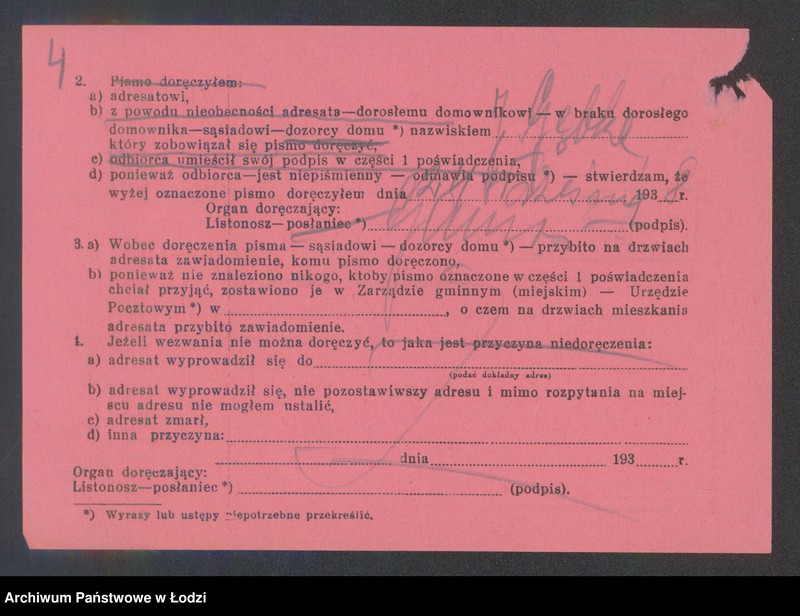 4
2. Pismo doręczyłem:
a) adresatowi,
b) z powodu nieobecności adresata—dorosłemu domownikowi — w braku dorosłego
domownika—sąsiadowi—dozorcy domu *) nazwiskiem
który zobowiązał się pismo doręczyć,
c) odbiorca umieścił swój podpis w części 1 poświadczenia,
d) ponieważ odbiorca—jest niepiśmienny — odmawia podpisu *) — stwierdzam, że
wyżej oznaczone pismo doręczyłem dnia 193 8 r.
Organ doręczający:
Listonosz—posłaniec *) (podpis).
3. a) Wobec doręczenia pisma — sąsiadowi — dozorcy domu *) — przybito na drzwiach
adresata zawiadomienie, komu pismo doręczono,
b) ponieważ nie znaleziono nikogo, ktoby pismo oznaczone w części 1 poświadczenia
chciał przyjąć, zostawiono je w Zarządzie gminnym (miejskim) — Urzędzie
Pocztowym *) w , o czem na drzwiach mieszkania
adresata przybito zawiadomienie.
4. Jeżeli wezwania nie można doręczyć, to jaka jest przyczyna niedoręczenia:
a) adresat wyprowadził się do
(podać dokładny adres)
b) adresat wyprowadził się, nie pozostawiwszy adresu i mimo rozpytania na miej-
scu adresu nie mogłem ustalić,
c) adresat zmarł,
d) inna przyczyna:
dnia 193 r.
Organ doręczający:
Listonosz—posłaniec *) (podpis).
*) Wyrazy lub ustępy niepotrzebne przekreślić.
Archiwum Państwowe w Łodzi